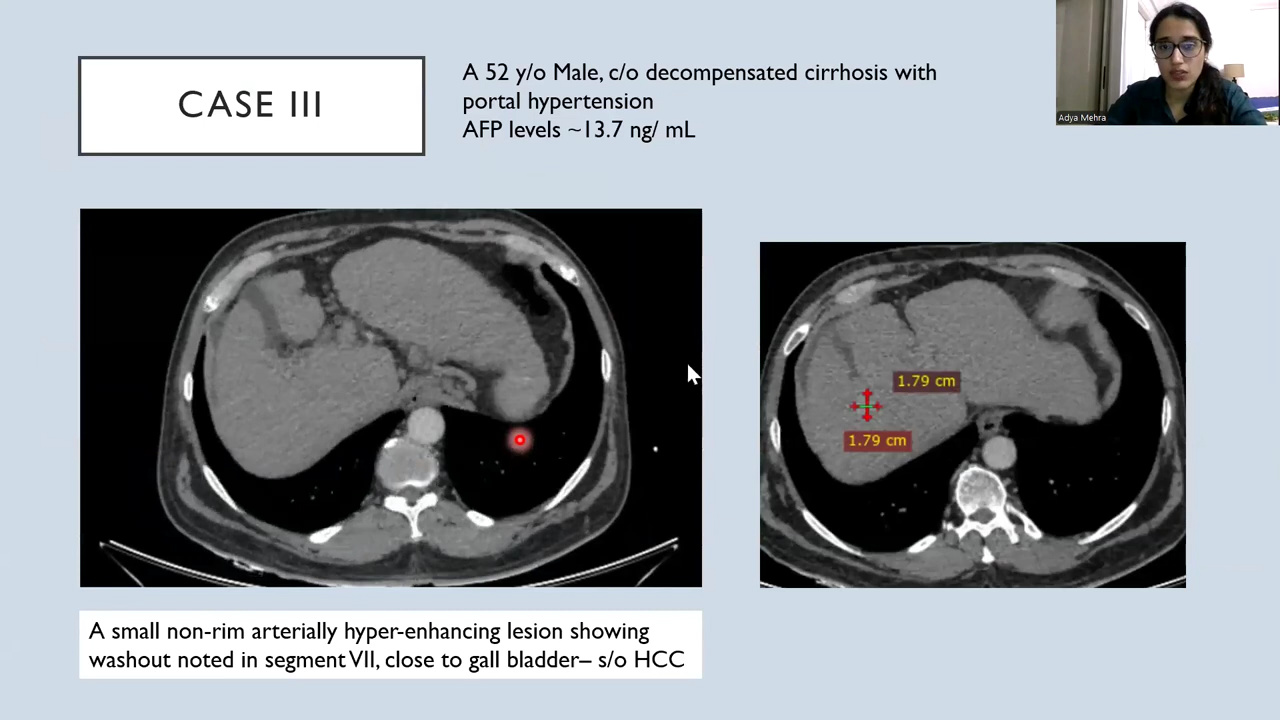 CASE III
A 52 y/o Male, c/o decompensated cirrhosis with
portal hypertension
AFP levels ~13.7 ng/ mL
Adya Mehra
1.79 cm
1.79 cm
A small non-rim arterially hyper-enhancing lesion showing
washout noted in segment VII, close to gall bladder– s/o HCC